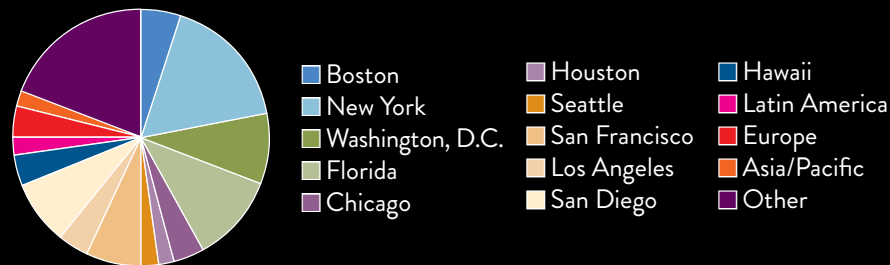 Boston
New York
Washington, D.C.
Florida
Chicago
Houston
Seattle
San Francisco
Los Angeles
San Diego
Hawaii
Latin America
Europe
Asia/Pacific
Other